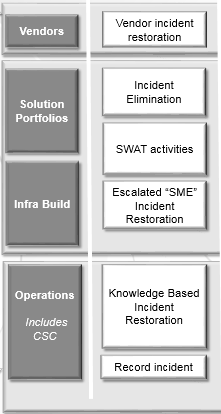 Vendors
Vendor incident
restoration
Solution
Portfolios
Incident
Elimination
SWAT activities
Infra Build
Escalated “SME”
Incident
Restoration
Operations
Includes
CSC
Knowledge Based
Incident
Restoration
Record incident